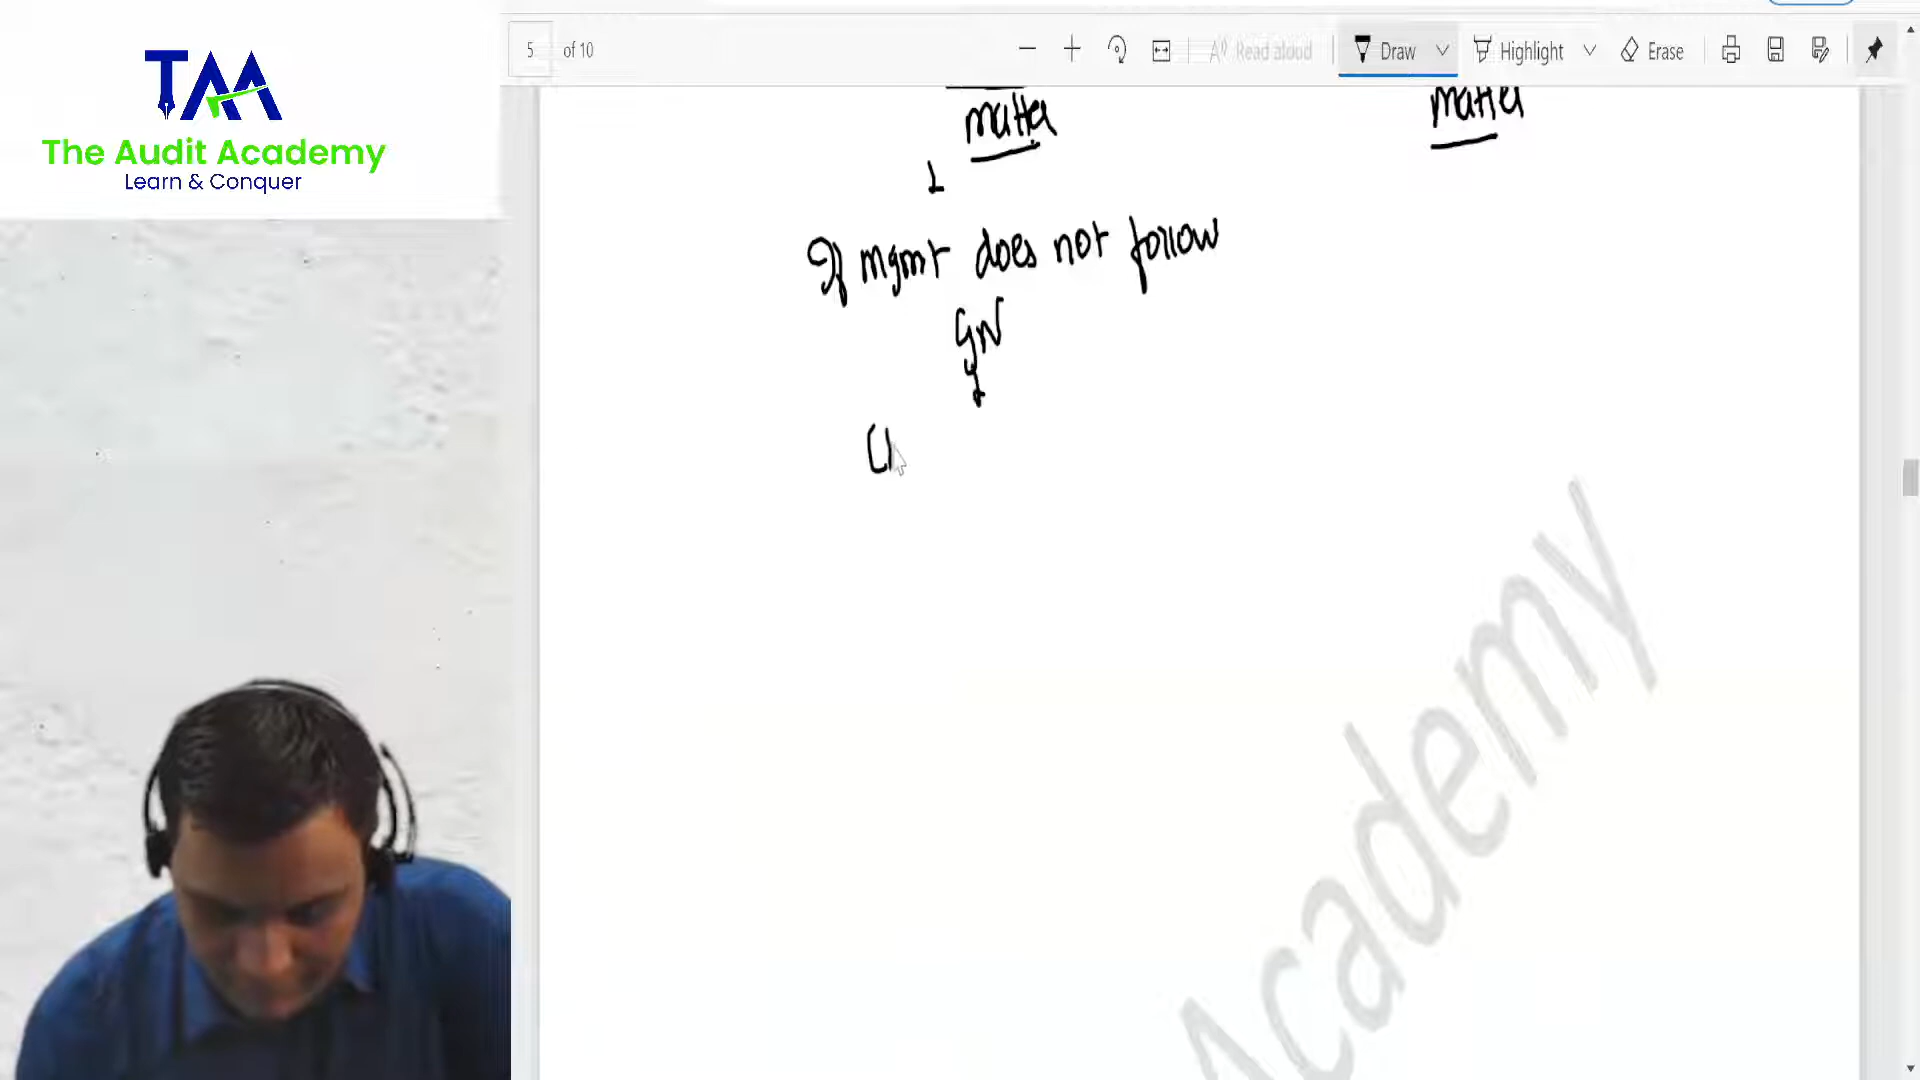 5 of 10
Read aloud
Draw
Highlight
Erase
TAA
The Audit Academy
Learn & Conquer
matter
matter
If mgmt does not follow
GN
Academy